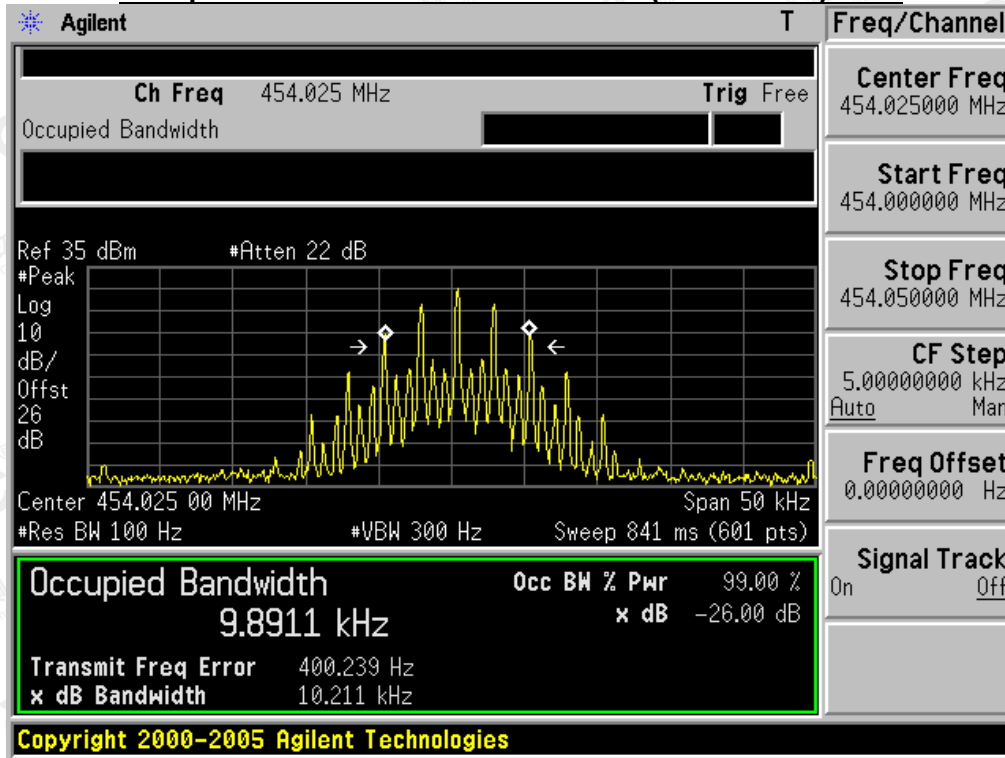 Agilent T Freq/Channel
Ch Freq 454.025 MHz Trig Free
Occupied Bandwidth
Center Freq
454.025000 MHz
Start Freq
454.000000 MHz
Stop Freq
454.050000 MHz
CF Step
5.00000000 kHz
Auto Man
Freq Offset
0.00000000 Hz
Signal Track
On Off
Ref 35 dBm #Atten 22 dB
#Peak
Log
10
dB/
Offst
26
dB
Center 454.025 00 MHz Span 50 kHz
#Res BW 100 Hz #VBW 300 Hz Sweep 841 ms (601 pts)
Occupied Bandwidth Occ BW % Pwr 99.00 %
9.8911 kHz x dB -26.00 dB
Transmit Freq Error 400.239 Hz
x dB Bandwidth 10.211 kHz
Copyright 2000-2005 Agilent Technologies